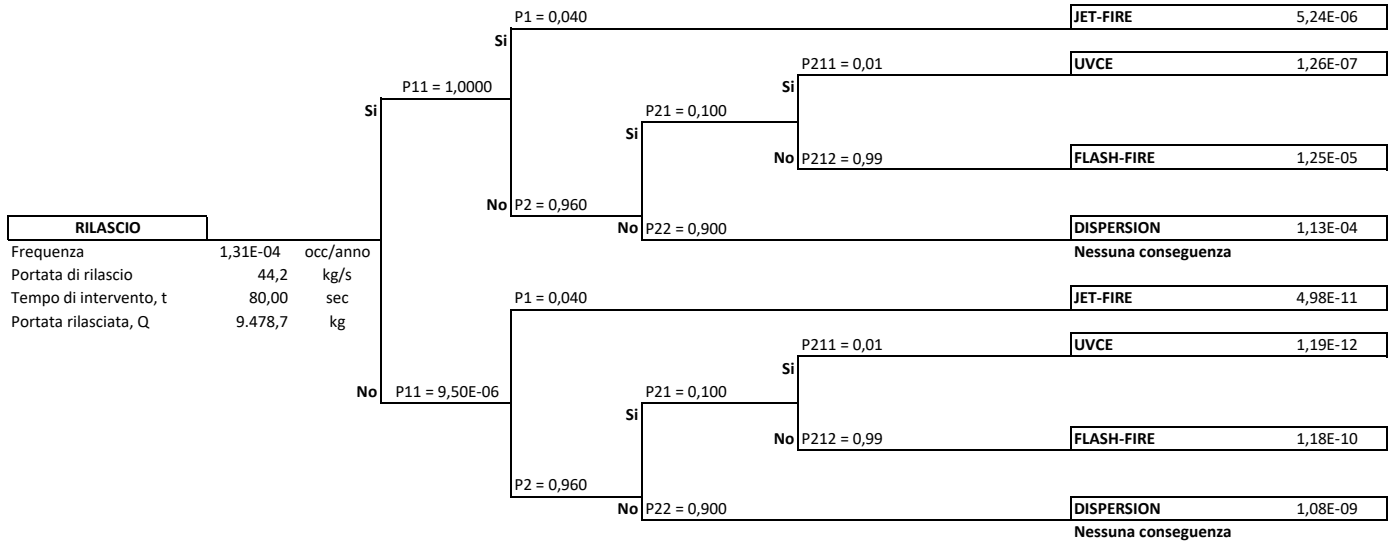 P1 = 0,040
JET-FIRE 5,24E-06
Si
P211 = 0,01
UVCE 1,26E-07
P11 = 1,0000
Si
Si
P21 = 0,100
Si
No P212 = 0,99
FLASH-FIRE 1,25E-05
No P2 = 0,960
RILASCIO
No P22 = 0,900
DISPERSION 1,13E-04
Frequenza 1,31E-04 occ/anno
Nessuna conseguenza
Portata di rilascio 44,2 kg/s
Tempo di intervento, t 80,00 sec
P1 = 0,040
JET-FIRE 4,98E-11
Portata rilasciata, Q 9.478,7 kg
P211 = 0,01
UVCE 1,19E-12
Si
No P11 = 9,50E-06
P21 = 0,100
Si
No P212 = 0,99
FLASH-FIRE 1,18E-10
P2 = 0,960
No P22 = 0,900
DISPERSION 1,08E-09
Nessuna conseguenza